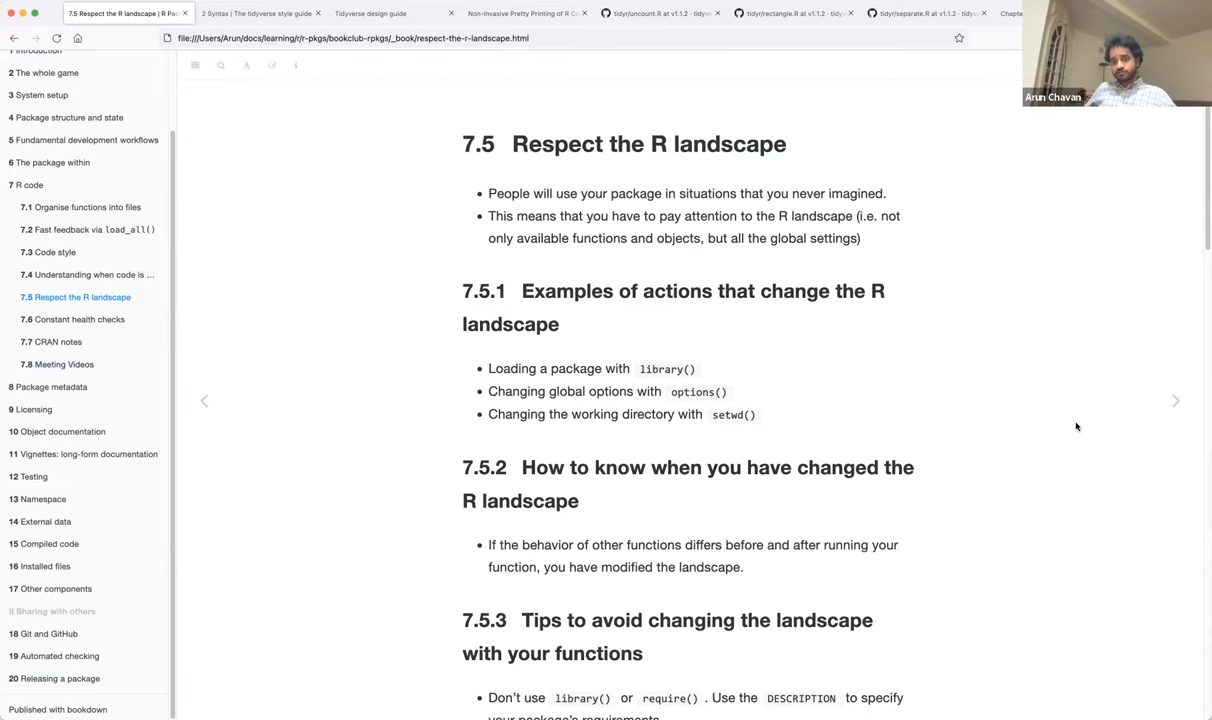 7.5 Respect the R landscape | R Pac
2 Syntax | The tidyverse style guide
Tidyverse design guide
Non-Invasive Pretty Printing of R C
tidyr/uncount.R at v1.1.2 · tidyv
tidyr/rectangle.R at v1.1.2 · tidy
tidyr/separate.R at v1.1.2 · tidyv
Chapte
file:///Users/Arun/docs/learning/r/r-pkgs/bookclub-rpkgs/_book/respect-the-r-landscape.html
Arun Chavan
1 Introduction
2 The whole game
3 System setup
4 Package structure and state
5 Fundamental development workflows
6 The package within
7 R code
7.1 Organise functions into files
7.2 Fast feedback via load_all()
7.3 Code style
7.4 Understanding when code is ...
7.5 Respect the R landscape
7.6 Constant health checks
7.7 CRAN notes
7.8 Meeting Videos
8 Package metadata
9 Licensing
10 Object documentation
11 Vignettes: long-form documentation
12 Testing
13 Namespace
14 External data
15 Compiled code
16 Installed files
17 Other components
II Sharing with others
18 Git and GitHub
19 Automated checking
20 Releasing a package
Published with bookdown
7.5 Respect the R landscape
• People will use your package in situations that you never imagined.
• This means that you have to pay attention to the R landscape (i.e. not
only available functions and objects, but all the global settings)
7.5.1 Examples of actions that change the R
landscape
• Loading a package with library()
• Changing global options with options()
• Changing the working directory with setwd()
7.5.2 How to know when you have changed the
R landscape
• If the behavior of other functions differs before and after running your
function, you have modified the landscape.
7.5.3 Tips to avoid changing the landscape
with your functions
• Don't use library() or require() . Use the DESCRIPTION to specify
your package's requirements